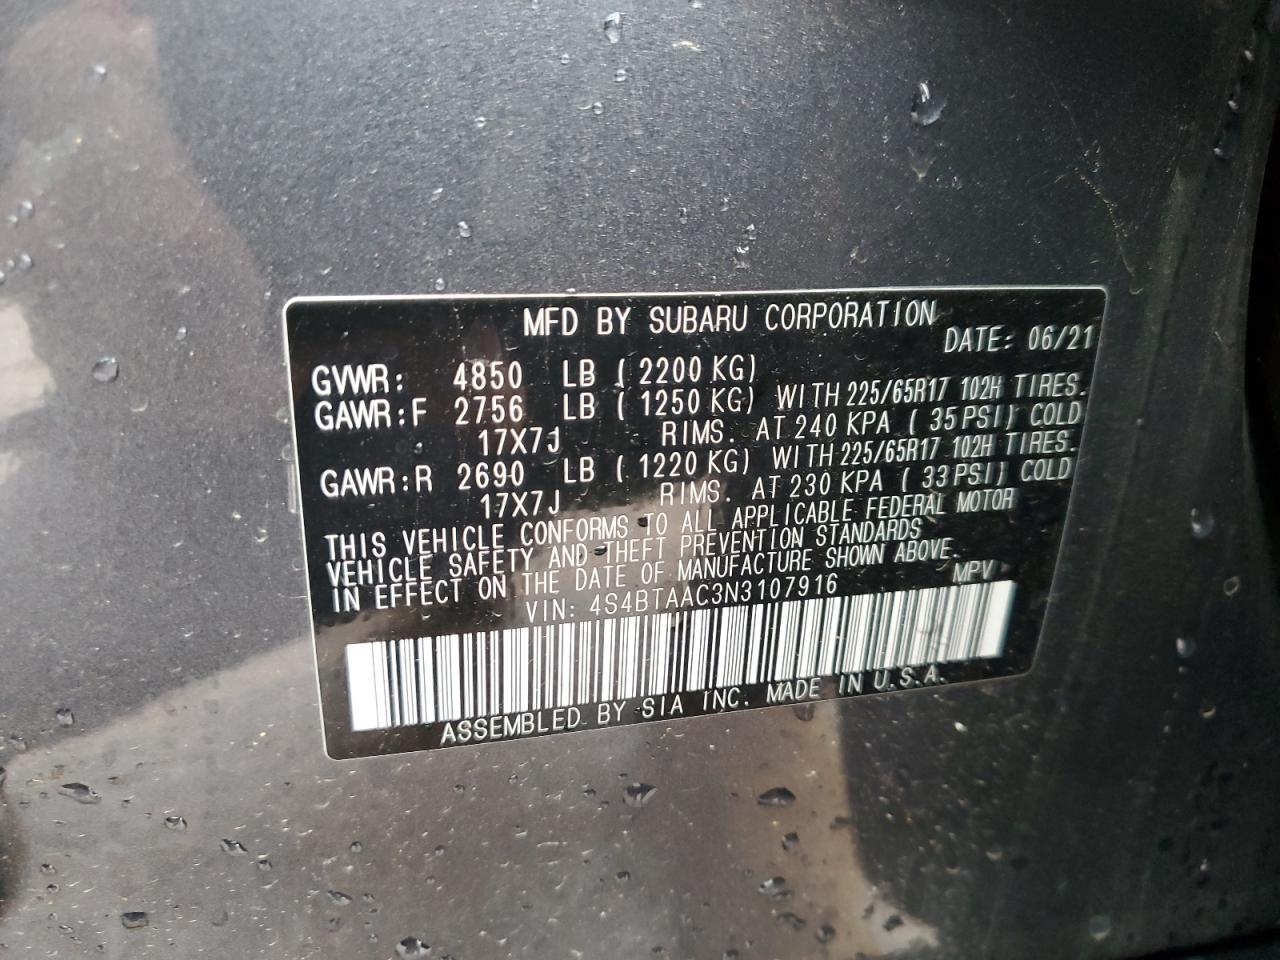 MFD BY SUBARU CORPORATION
DATE: 06/21
GVWR: 4850 LB ( 2200 KG)
GAWR:F 2756 LB ( 1250 KG) WITH 225/65R17 102H TIRES.
17X7J RIMS. AT 240 KPA ( 35 PSI) COLD
GAWR:R 2690 LB ( 1220 KG) WITH 225/65R17 102H TIRES.
17X7J RIMS. AT 230 KPA ( 33 PSI) COLD
THIS VEHICLE CONFORMS TO ALL APPLICABLE FEDERAL MOTOR
VEHICLE SAFETY AND THEFT PREVENTION STANDARDS
IN EFFECT ON THE DATE OF MANUFACTURE SHOWN ABOVE.
VIN: 4S4BTAAC3N3107916 MPV
ASSEMBLED BY SIA INC. MADE IN U.S.A.